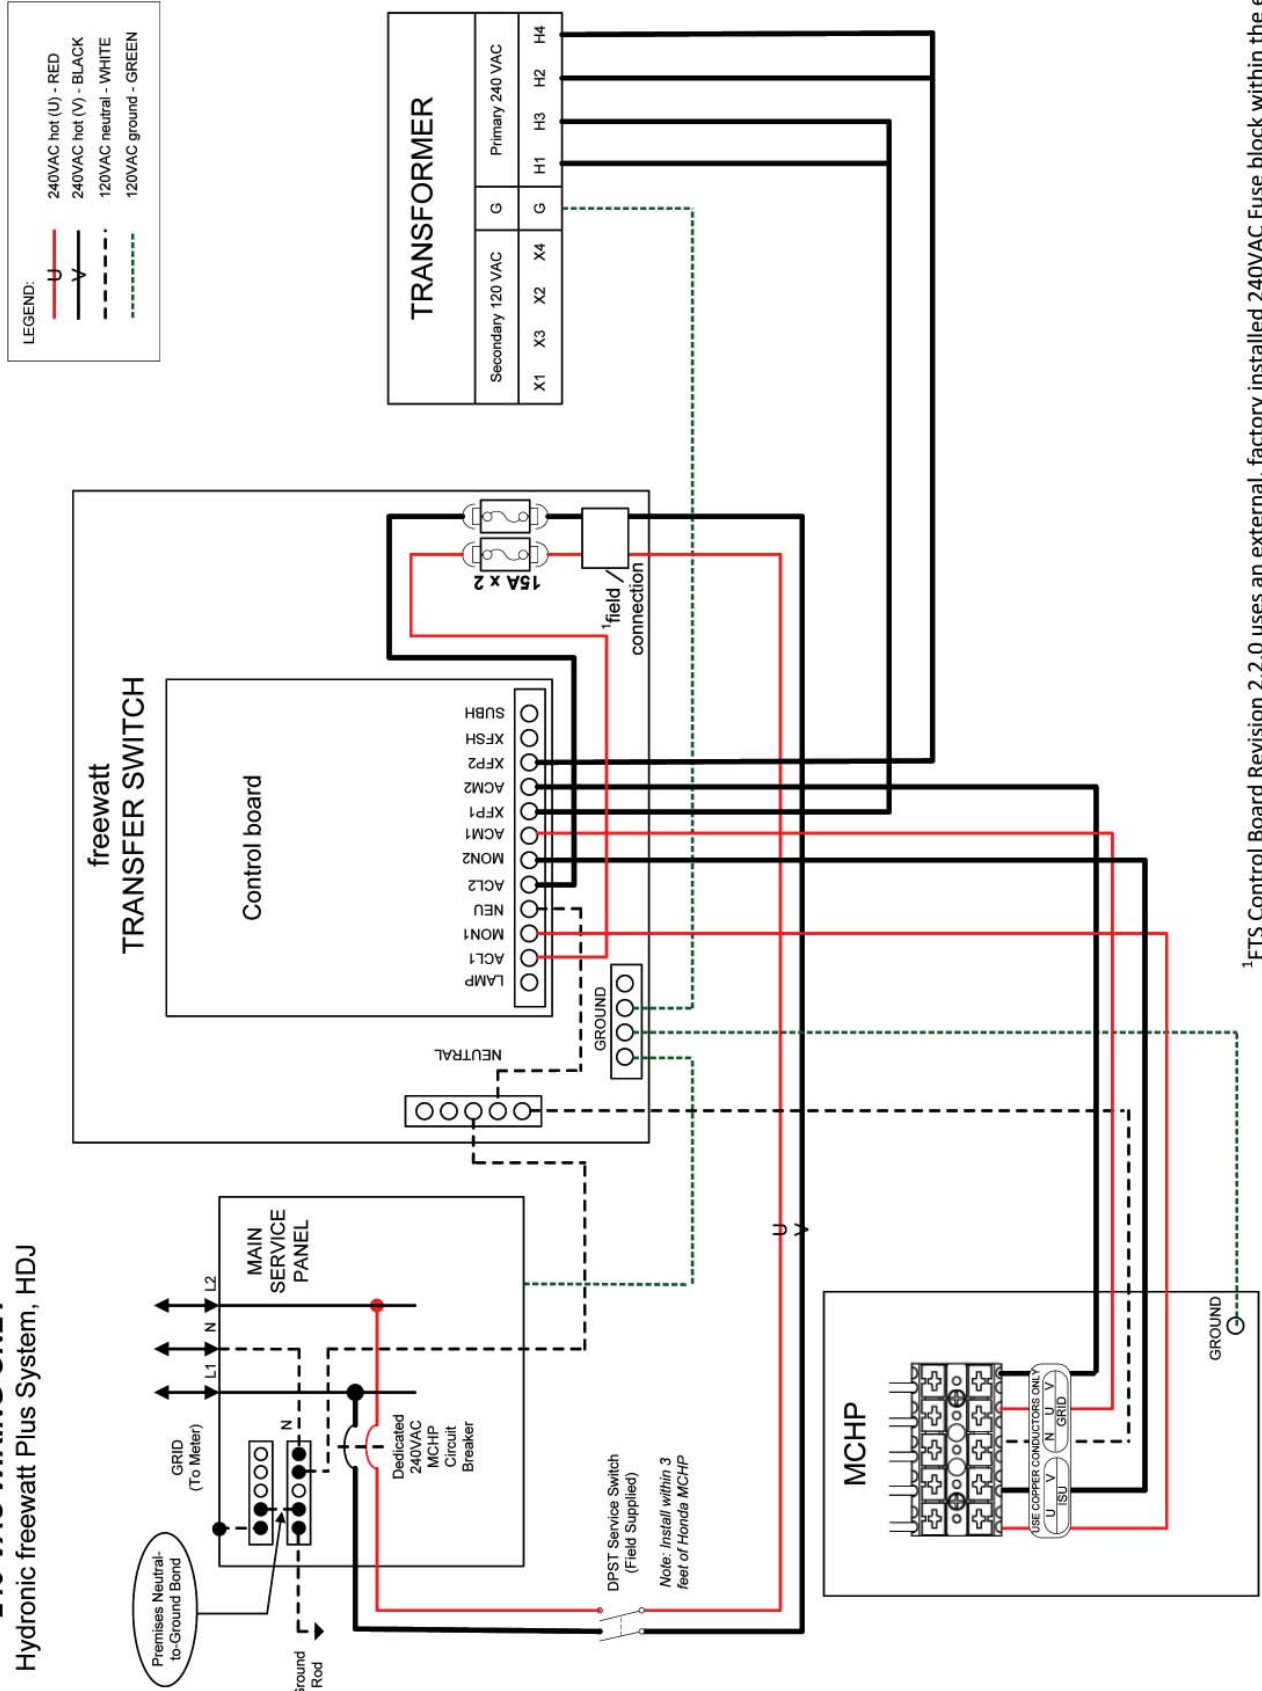 Hydronic freewatt Plus System, HDJ
LEGEND:
U
240VAC hot (U) - RED
V
240VAC hot (V) - BLACK
120VAC neutral - WHITE
120VAC ground - GREEN
Premises Neutral-
to-Ground Bond
Rod
GRID
(To Meter)
L1
N
L2
MAIN
SERVICE
PANEL
N
Dedicated
240VAC
MCHP
Circuit
Breaker
freewatt
TRANSFER SWITCH
Control board
LAMP
ACL1
MON1
NEU
ACL2
MON2
ACM1
XFP1
ACM2
XFP2
XFSH
SUBH
NEUTRAL
GROUND
15A x 2
¹field
connection
TRANSFORMER
Secondary 120 VAC
G
Primary 240 VAC
X1
X3
X2
X4
G
H1
H3
H2
H4
DPST Service Switch
(Field Supplied)
Note: Install within 3
feet of Honda MCHP
U
V
MCHP
USE COPPER CONDUCTORS ONLY
U
V
N
U
V
ISU
GRID
GROUND
¹FTS Control Board Revision 2.2.0 uses an external, factory installed 240VAC Fuse block within the